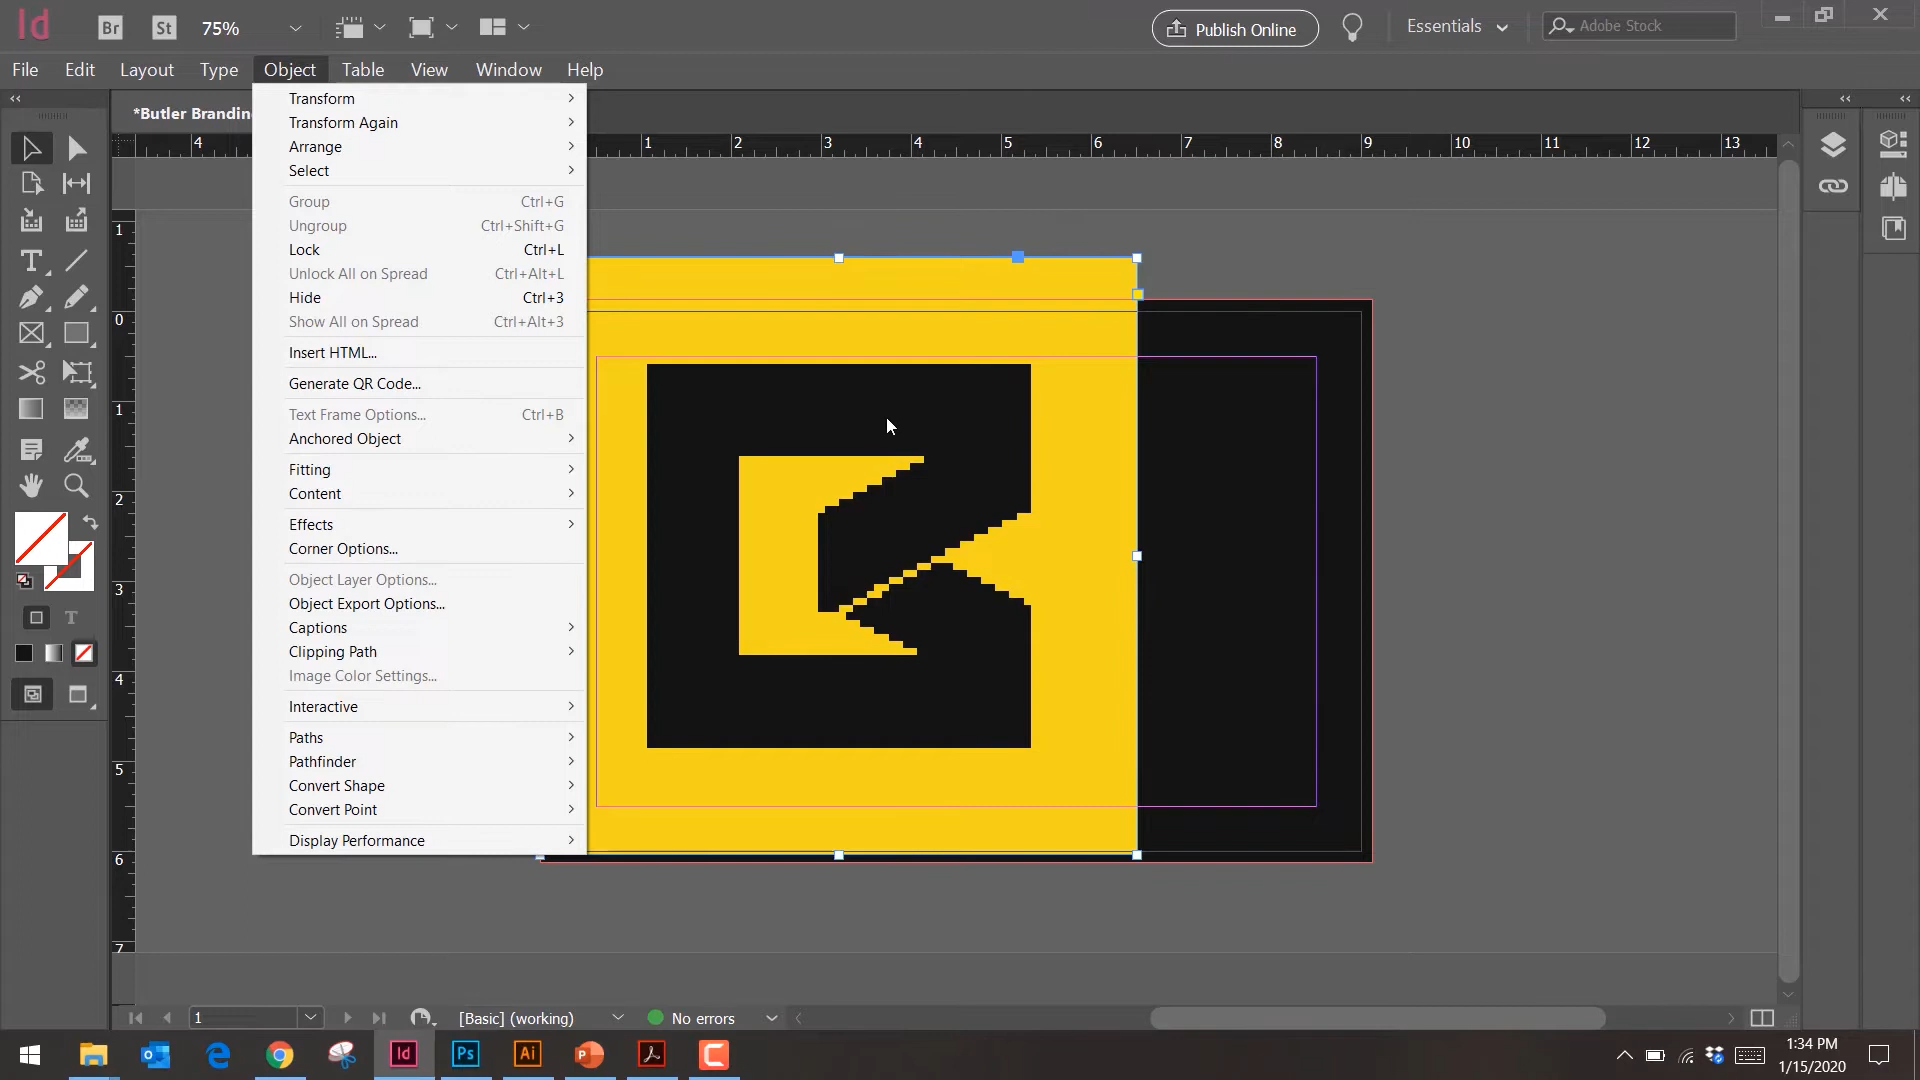 Id Br St 75% Publish Online Essentials Adobe Stock
File Edit Layout Type Object Table View Window Help
*Butler Brandin
4 1 2 3 4 5 6 7 8 9 10 11 12 13
Transform
Transform Again
Arrange
Select
Group Ctrl+G
Ungroup Ctrl+Shift+G
Lock Ctrl+L
Unlock All on Spread Ctrl+Alt+L
Hide Ctrl+3
Show All on Spread Ctrl+Alt+3
Insert HTML...
Generate QR Code...
Text Frame Options... Ctrl+B
Anchored Object
Fitting
Content
Effects
Corner Options...
Object Layer Options...
Object Export Options...
Captions
Clipping Path
Image Color Settings...
Interactive
Paths
Pathfinder
Convert Shape
Convert Point
Display Performance
1
0
1
2
3
4
5
6
7
T
T
1 [Basic] (working) No errors
Id Ps Ai P C
1:34 PM
1/15/2020